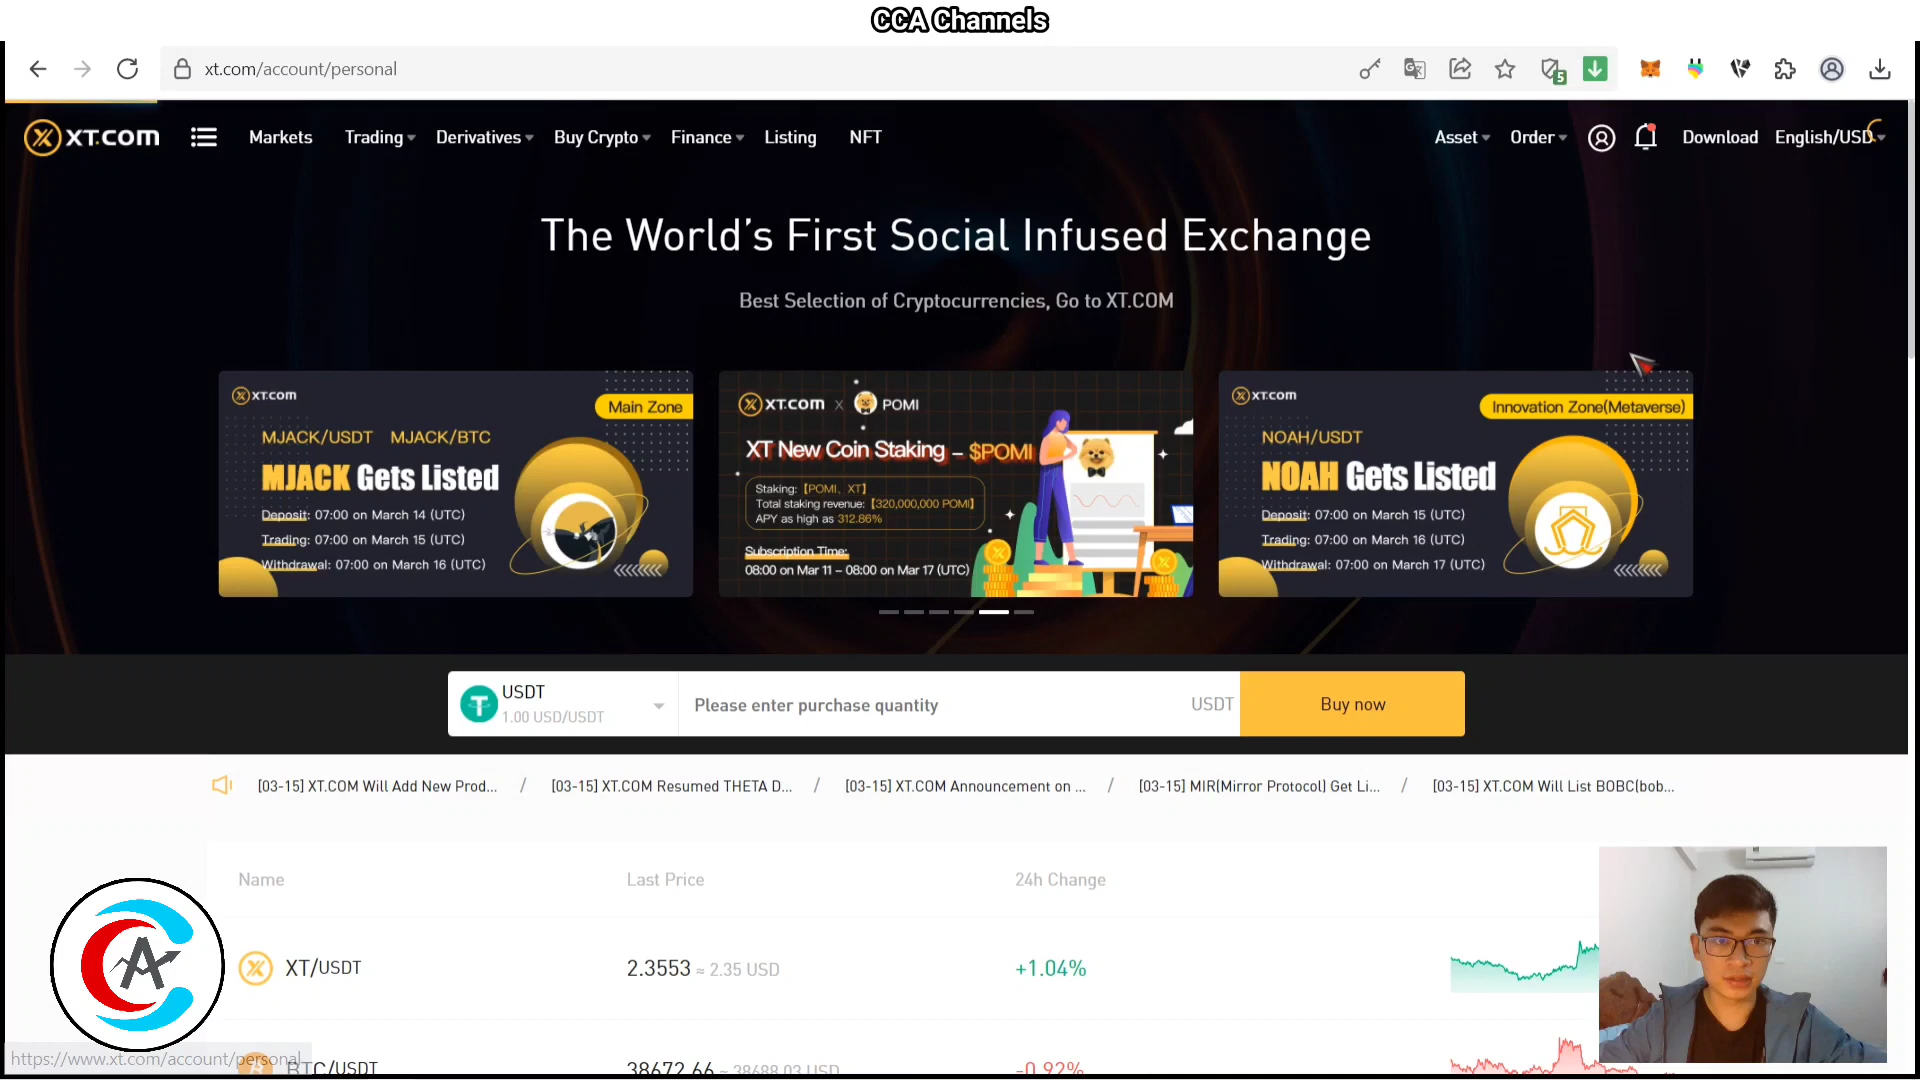 CCA Channels
xt.com/account/personal
5
XT.COM
Markets Trading Derivatives Buy Crypto Finance Listing NFT
Asset Order Download English/USD
The World's First Social Infused Exchange
Best Selection of Cryptocurrencies, Go to XT.COM
XT.COM
Main Zone
MJACK/USDT MJACK/BTC
MJACK Gets Listed
Deposit: 07:00 on March 14 (UTC)
Trading: 07:00 on March 15 (UTC)
Withdrawal: 07:00 on March 16 (UTC)
XT.COM x POMI
XT New Coin Staking – $POMI
Staking:【POMI、XT】
Total staking revenue:【320,000,000 POMI】
APY as high as 312.86%
Subscription Time:
08:00 on Mar 11 – 08:00 on Mar 17 (UTC)
XT.COM
Innovation Zone(Metaverse)
NOAH/USDT
NOAH Gets Listed
Deposit: 07:00 on March 15 (UTC)
Trading: 07:00 on March 16 (UTC)
Withdrawal: 07:00 on March 17 (UTC)
USDT
1.00 USD/USDT
Please enter purchase quantity
USDT
Buy now
[03-15] XT.COM Will Add New Prod... / [03-15] XT.COM Resumed THETA D... / [03-15] XT.COM Announcement on ... / [03-15] MIR(Mirror Protocol) Get Li... / [03-15] XT.COM Will List BOBC(bob...
Name Last Price 24h Change
XT/USDT 2.3553 ≈ 2.35 USD +1.04%
BTC/USDT 38672.66 ≈ 38688.03 USD -0.92%
https://www.xt.com/account/personal